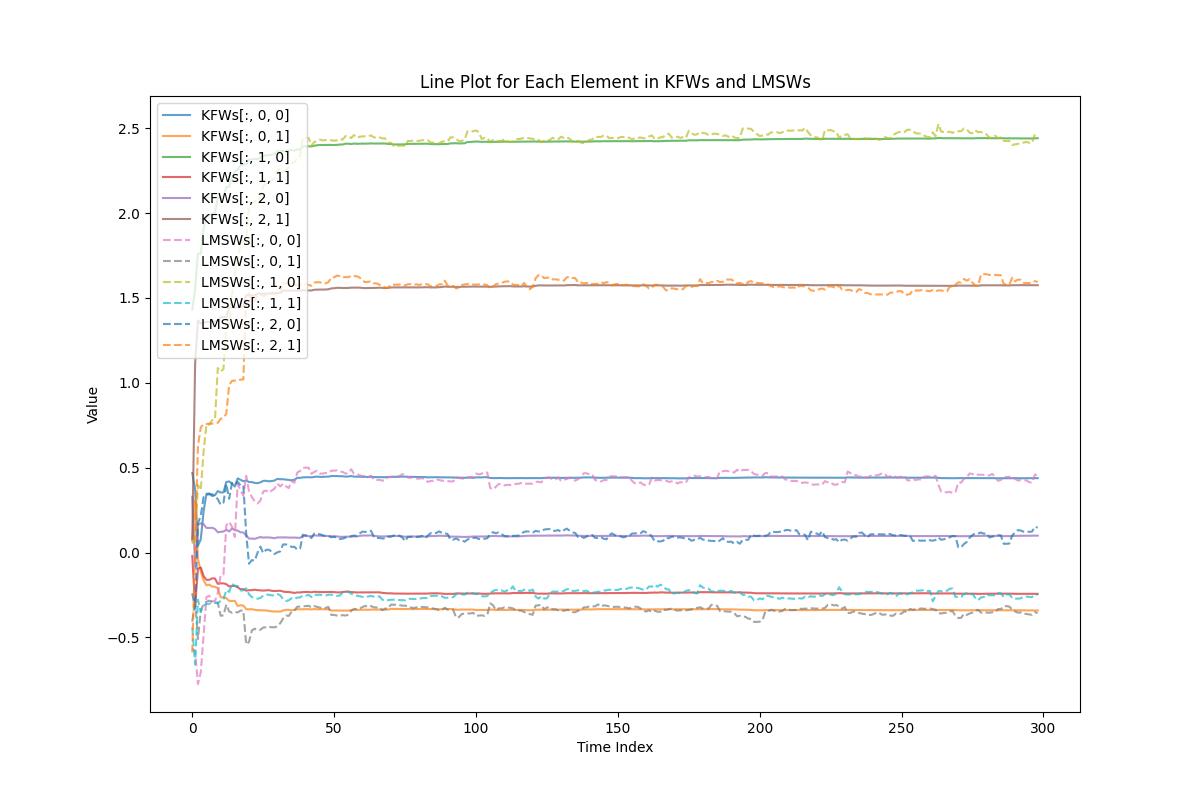 Line Plot for Each Element in KFWs and LMSWs
KFWs[:, 0, 0]
KFWs[:, 0, 1]
KFWs[:, 1, 0]
KFWs[:, 1, 1]
KFWs[:, 2, 0]
KFWs[:, 2, 1]
LMSWs[:, 0, 0]
LMSWs[:, 0, 1]
LMSWs[:, 1, 0]
LMSWs[:, 1, 1]
LMSWs[:, 2, 0]
LMSWs[:, 2, 1]
2.5
2.0
1.5
1.0
0.5
0.0
−0.5
Value
0 50 100 150 200 250 300
Time Index